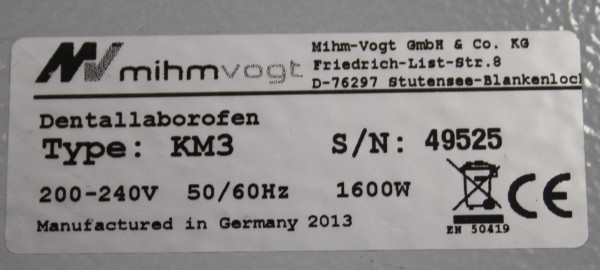 mihmvogt
Mihm-Vogt GmbH & Co. KG
Friedrich-List-Str.8
D-76297 Stutensee-Blankenloch
Dentallaborofen
Type: KM3 S/N: 49525
200-240V 50/60Hz 1600W
Manufactured in Germany 2013
EN 50419
CE